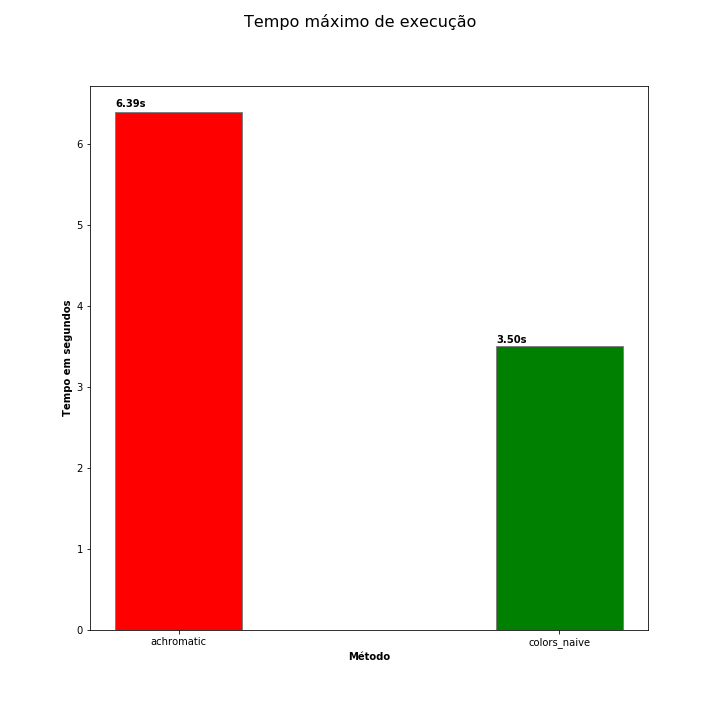 Tempo máximo de execução
6.39s
3.50s
6
5
4
3
2
1
0
Tempo em segundos
achromatic
colors_naive
Método